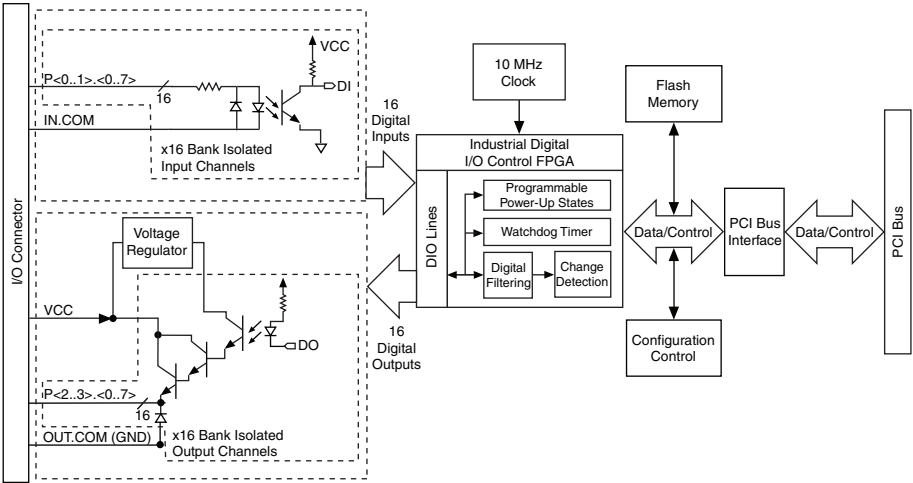 I/O Connector
P<0..1>.<0..7>
16
VCC
DI
IN.COM
x16 Bank Isolated
Input Channels
16
Digital
Inputs
Voltage
Regulator
VCC
DO
P<2..3>.<0..7>
16
OUT.COM (GND)
x16 Bank Isolated
Output Channels
16
Digital
Outputs
10 MHz
Clock
Industrial Digital
I/O Control FPGA
DIO Lines
Programmable
Power-Up States
Watchdog Timer
Digital
Filtering
Change
Detection
Flash
Memory
Data/Control
Configuration
Control
PCI Bus
Interface
Data/Control
PCI Bus